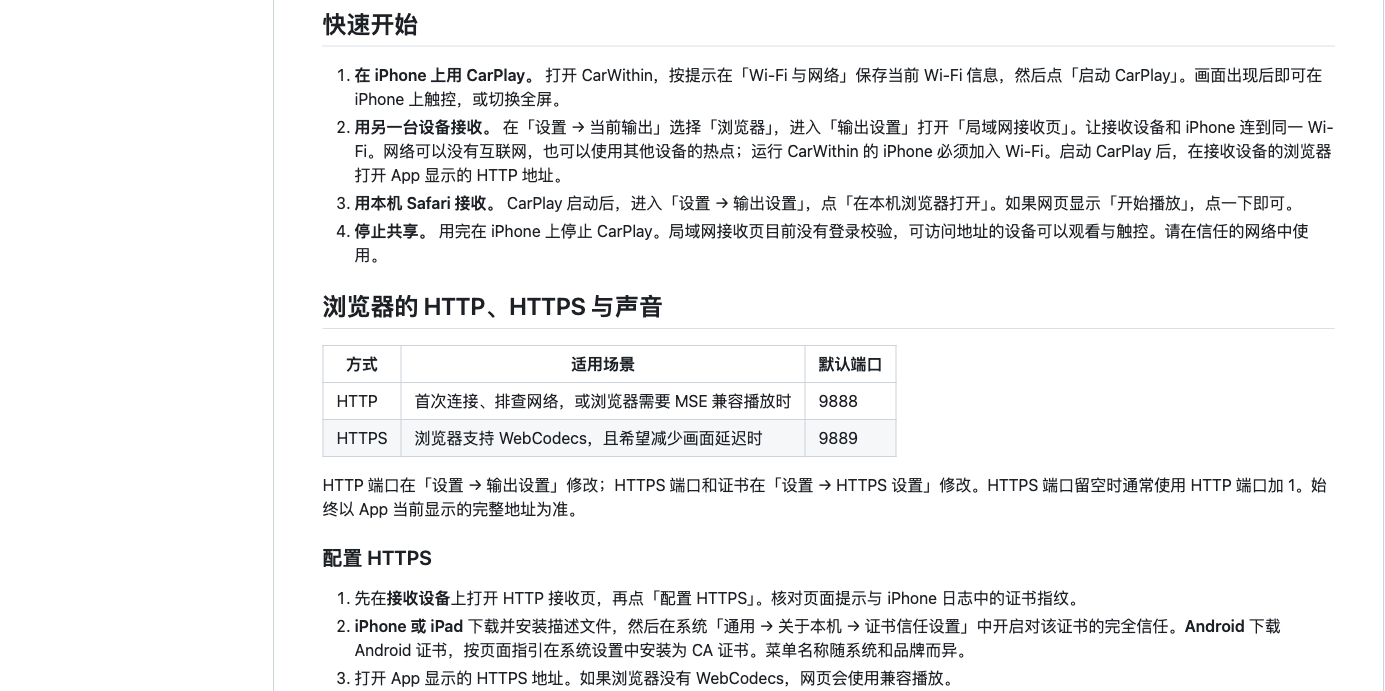 快速开始
1. 在 iPhone 上用 CarPlay。 打开 CarWithin，按提示在「Wi-Fi 与网络」保存当前 Wi-Fi 信息，然后点「启动 CarPlay」。画面出现后即可在
iPhone 上触控，或切换全屏。
2. 用另一台设备接收。 在「设置 → 当前输出」选择「浏览器」，进入「输出设置」打开「局域网接收页」。让接收设备和 iPhone 连到同一 Wi-
Fi。网络可以没有互联网，也可以使用其他设备的热点；运行 CarWithin 的 iPhone 必须加入 Wi-Fi。启动 CarPlay 后，在接收设备的浏览器
打开 App 显示的 HTTP 地址。
3. 用本机 Safari 接收。 CarPlay 启动后，进入「设置 → 输出设置」，点「在本机浏览器打开」。如果网页显示「开始播放」，点一下即可。
4. 停止共享。 用完在 iPhone 上停止 CarPlay。局域网接收页目前没有登录校验，可访问地址的设备可以观看与触控。请在信任的网络中使
用。
浏览器的 HTTP、HTTPS 与声音
方式 适用场景 默认端口
HTTP 首次连接、排查网络，或浏览器需要 MSE 兼容播放时 9888
HTTPS 浏览器支持 WebCodecs，且希望减少画面延迟时 9889
HTTP 端口在「设置 → 输出设置」修改；HTTPS 端口和证书在「设置 → HTTPS 设置」修改。HTTPS 端口留空时通常使用 HTTP 端口加 1。始
终以 App 当前显示的完整地址为准。
配置 HTTPS
1. 先在接收设备上打开 HTTP 接收页，再点「配置 HTTPS」。核对页面提示与 iPhone 日志中的证书指纹。
2. iPhone 或 iPad 下载并安装描述文件，然后在系统「通用 → 关于本机 → 证书信任设置」中开启对该证书的完全信任。Android 下载
Android 证书，按页面指引在系统设置中安装为 CA 证书。菜单名称随系统和品牌而异。
3. 打开 App 显示的 HTTPS 地址。如果浏览器没有 WebCodecs，网页会使用兼容播放。